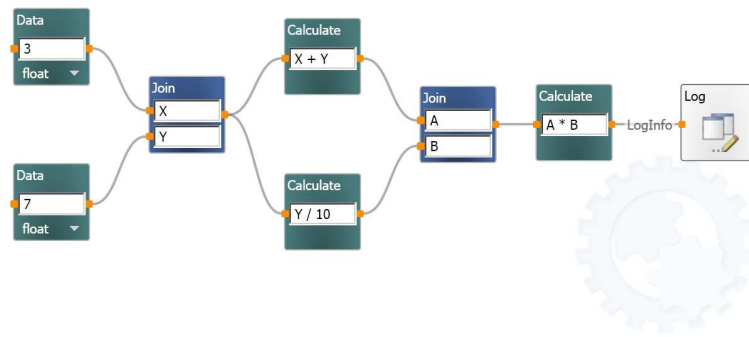 Data
3
float
Data
7
float
Join
X
Y
Calculate
X + Y
Calculate
Y / 10
Join
A
B
Calculate
A * B
LogInfo
Log